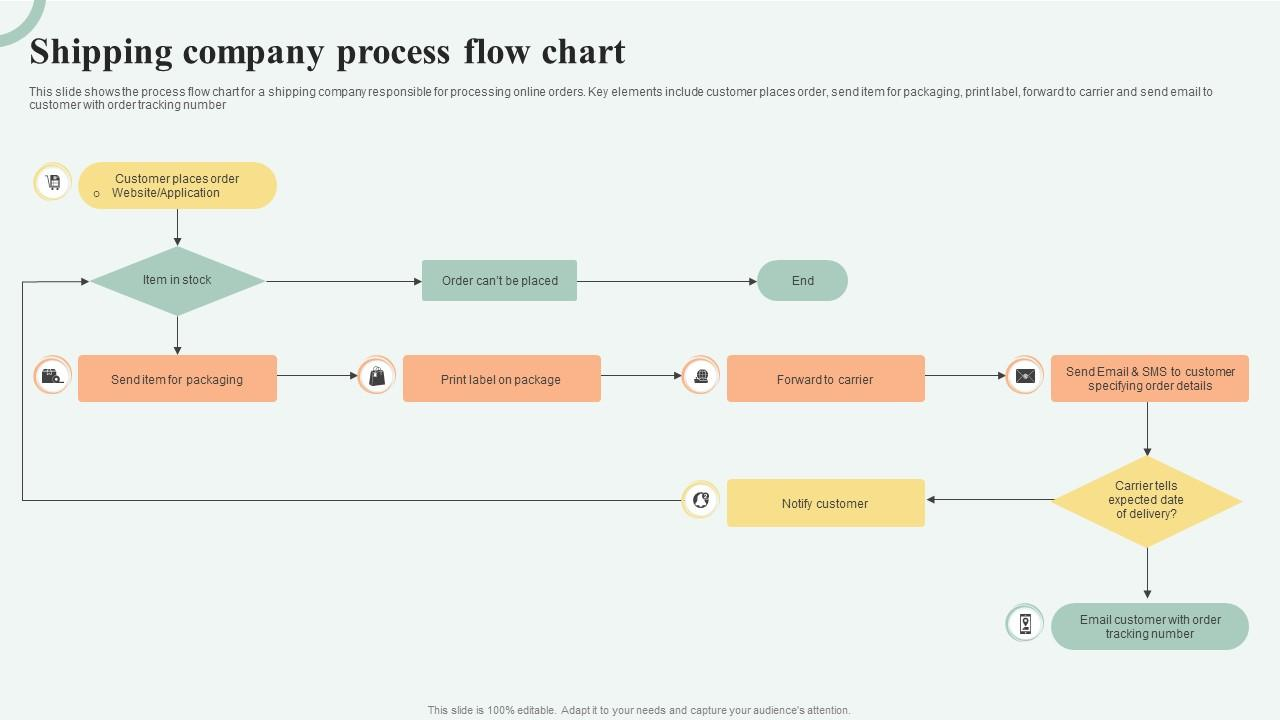 Shipping company process flow chart
This slide shows the process flow chart for a shipping company responsible for processing online orders. Key elements include customer places order, send item for packaging, print label, forward to carrier and send email to
customer with order tracking number
Customer places order
o Website/Application
Item in stock
Order can't be placed
End
Send item for packaging
Print label on package
Forward to carrier
Send Email & SMS to customer
specifying order details
Notify customer
Carrier tells
expected date
of delivery?
Email customer with order
tracking number
This slide is 100% editable. Adapt it to your needs and capture your audience's attention.